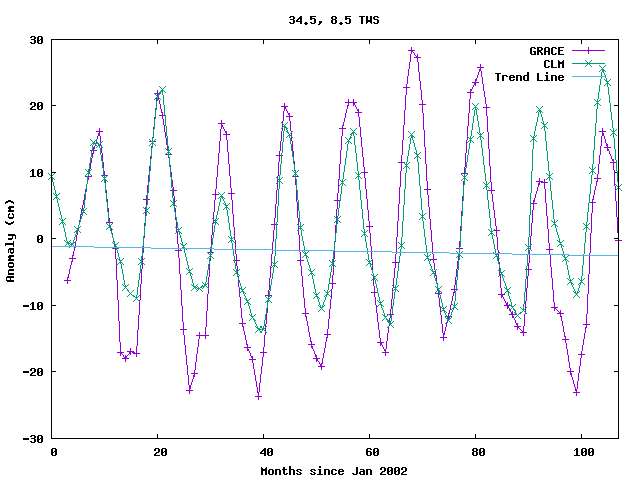 34.5, 8.5 TWS
GRACE
CLM
Trend Line
30
20
10
0
-10
-20
-30
Anomaly (cm)
0 20 40 60 80 100
Months since Jan 2002